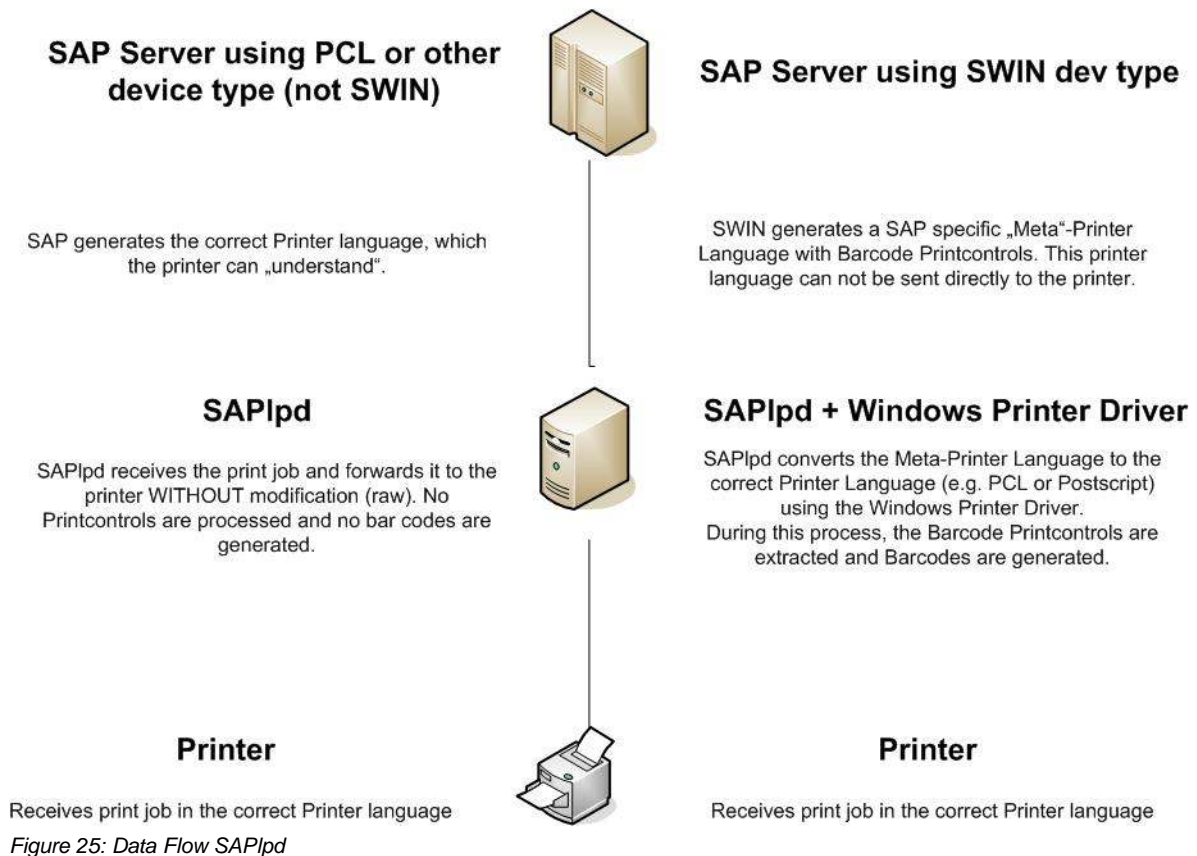 SAP Server using PCL or other
device type (not SWIN)
SAP Server using SWIN dev type
SAP generates the correct Printer language, which
the printer can „understand“.
SWIN generates a SAP specific „Meta“-Printer
Language with Barcode Printcontrols. This printer
language can not be sent directly to the printer.
SAPlpd
SAPlpd receives the print job and forwards it to the
printer WITHOUT modification (raw). No
Printcontrols are processed and no bar codes are
generated.
SAPlpd + Windows Printer Driver
SAPlpd converts the Meta-Printer Language to the
correct Printer Language (e.g. PCL or Postscript)
using the Windows Printer Driver.
During this process, the Barcode Printcontrols are
extracted and Barcodes are generated.
Printer
Receives print job in the correct Printer language
Printer
Receives print job in the correct Printer language
Figure 25: Data Flow SAPlpd